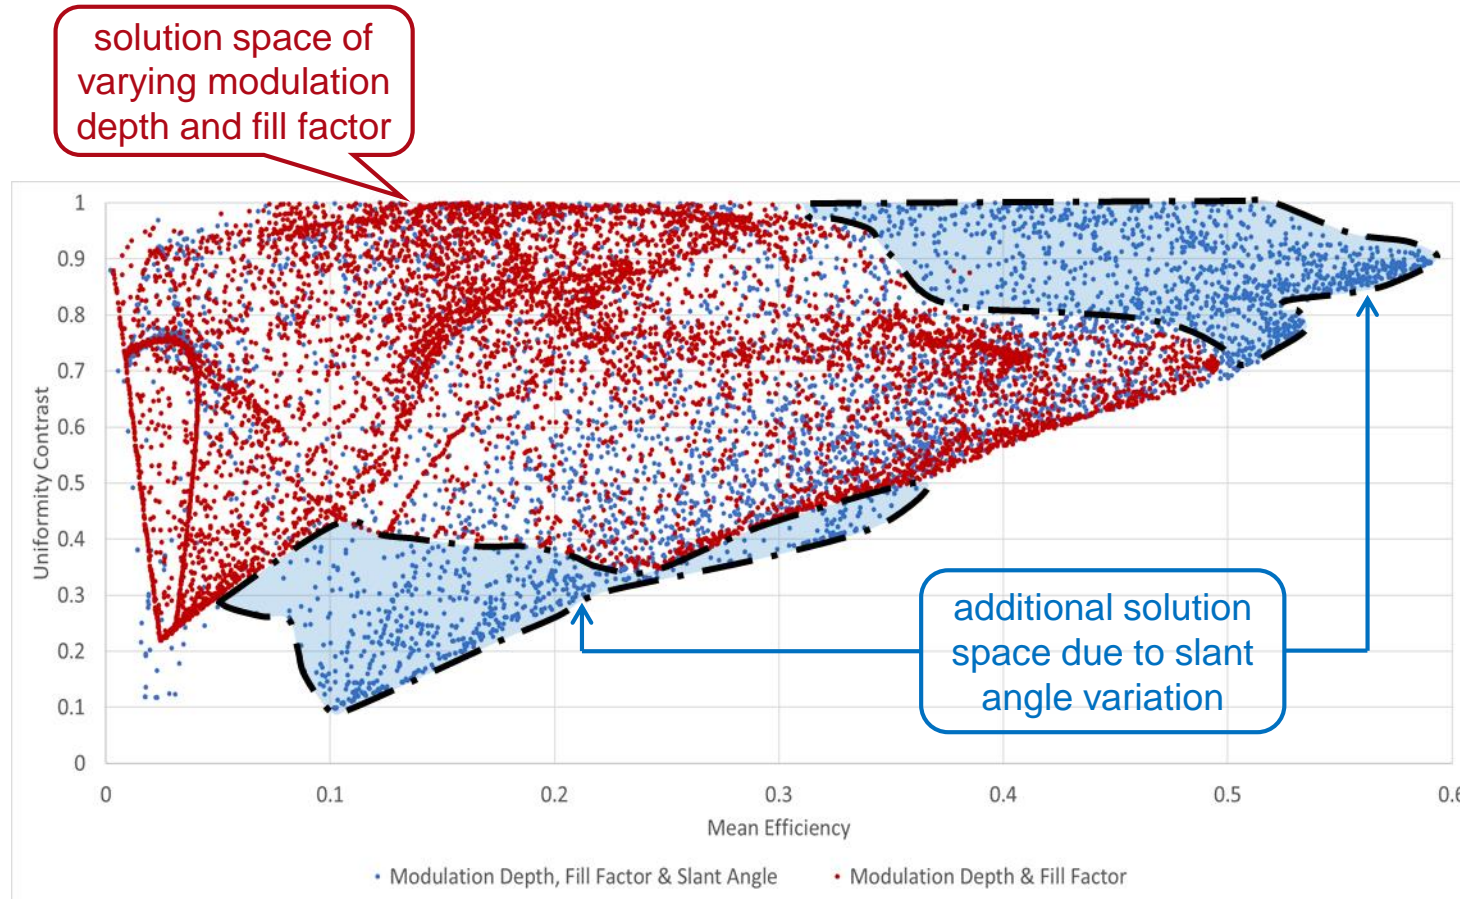 solution space of
varying modulation
depth and fill factor
1
0.9
0.8
0.7
0.6
0.5
0.4
0.3
0.2
0.1
0
Uniformity Contrast
additional solution
space due to slant
angle variation
0 0.1 0.2 0.3 0.4 0.5 0.6
Mean Efficiency
Modulation Depth, Fill Factor & Slant Angle Modulation Depth & Fill Factor